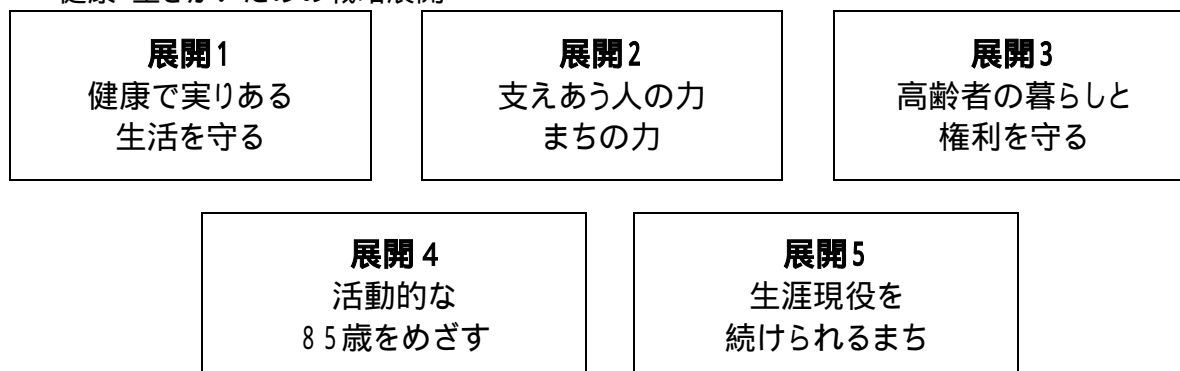 展開1
健康で実りある
生活を守る
展開2
支えあう人の力
まちの力
展開3
高齢者の暮らしと
権利を守る
展開4
活動的な
85歳をめざす
展開5
生涯現役を
続けられるまち